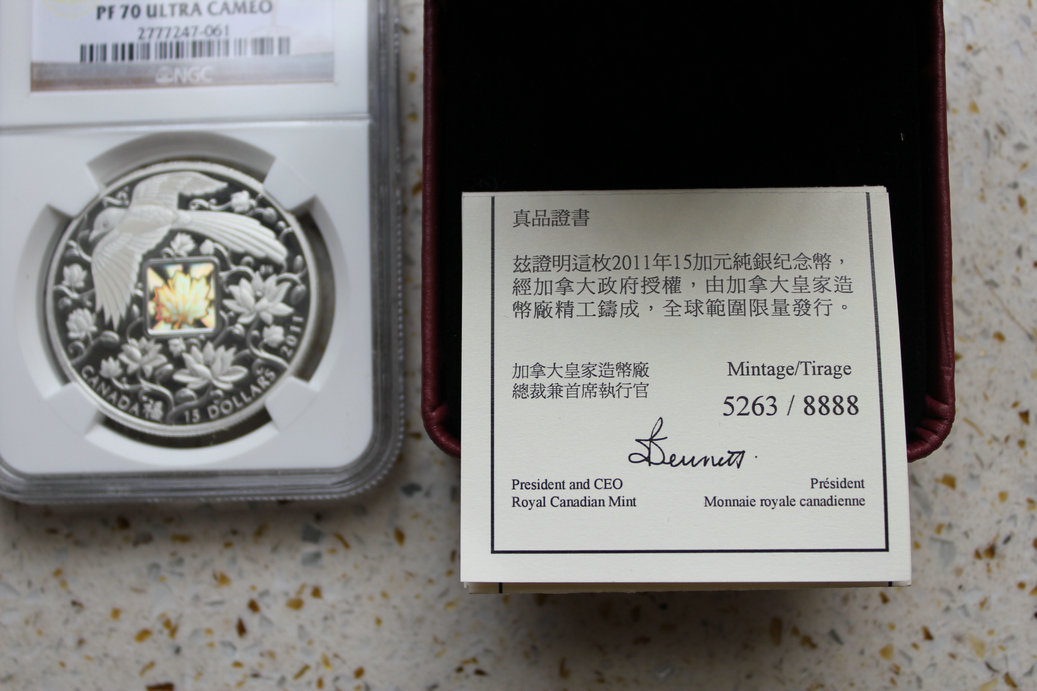 PF 70 ULTRA CAMEO
2777247-061
NGC
CANADA 福 15 DOLLARS 2011
真品證書
玆證明這枚2011年15加元純銀纪念幣，
經加拿大政府授權，由加拿大皇家造
幣廠精工鑄成，全球範圍限量發行。
加拿大皇家造幣廠
總裁兼首席執行官
Mintage/Tirage
5263 / 8888
Bennett
President and CEO
Royal Canadian Mint
Président
Monnaie royale canadienne